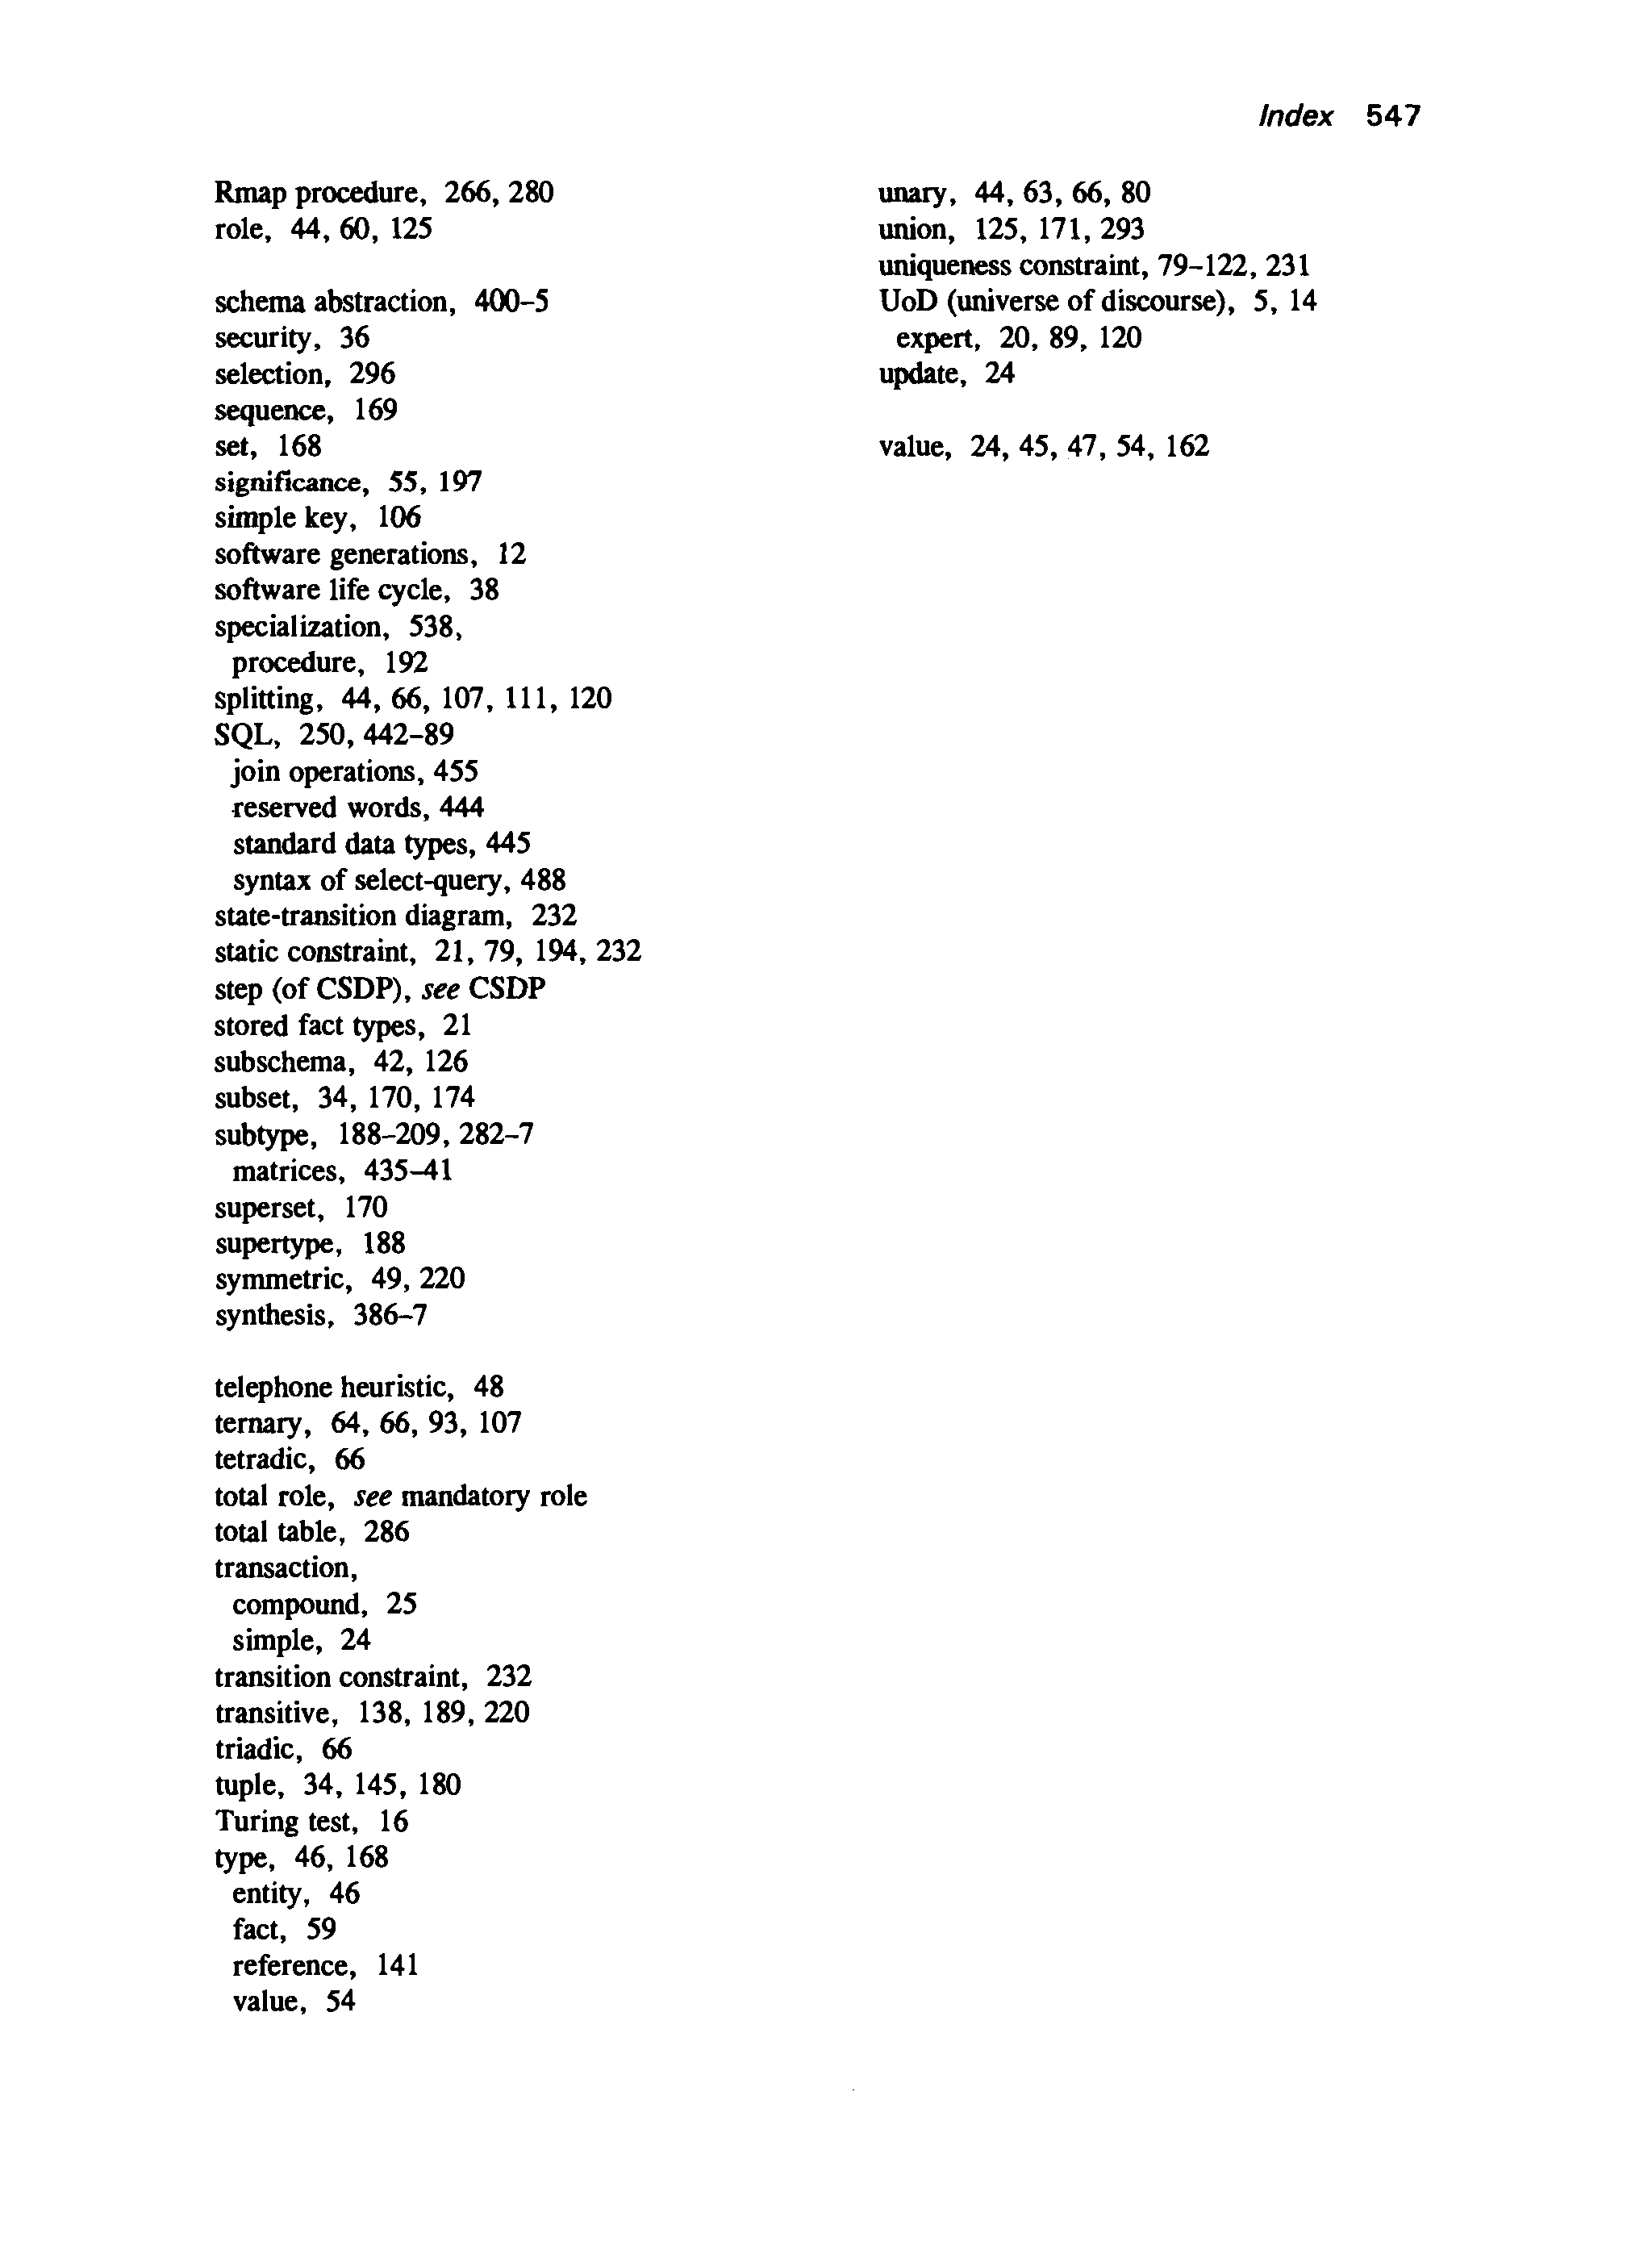 Index 547
Rmap procedure, 266, 280
role, 44, 60, 125
schema abstraction, 400–5
security, 36
selection, 296
sequence, 169
set, 168
significance, 55, 197
simple key, 106
software generations, 12
software life cycle, 38
specialization, 538,
procedure, 192
splitting, 44, 66, 107, 111, 120
SQL, 250, 442–89
join operations, 455
reserved words, 444
standard data types, 445
syntax of select-query, 488
state-transition diagram, 232
static constraint, 21, 79, 194, 232
step (of CSDP), see CSDP
stored fact types, 21
subschema, 42, 126
subset, 34, 170, 174
subtype, 188–209, 282–7
matrices, 435–41
superset, 170
supertype, 188
symmetric, 49, 220
synthesis, 386–7
telephone heuristic, 48
ternary, 64, 66, 93, 107
tetradic, 66
total role, see mandatory role
total table, 286
transaction,
compound, 25
simple, 24
transition constraint, 232
transitive, 138, 189, 220
triadic, 66
tuple, 34, 145, 180
Turing test, 16
type, 46, 168
entity, 46
fact, 59
reference, 141
value, 54
unary, 44, 63, 66, 80
union, 125, 171, 293
uniqueness constraint, 79–122, 231
UoD (universe of discourse), 5, 14
expert, 20, 89, 120
update, 24
value, 24, 45, 47, 54, 162